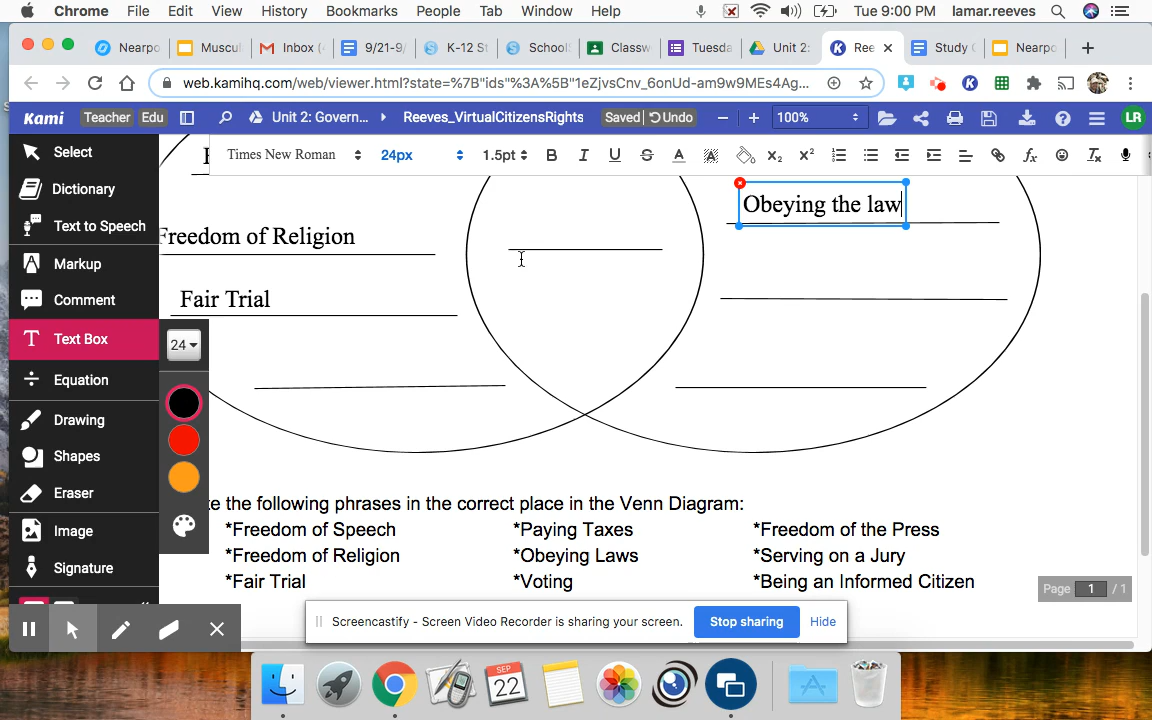 Chrome File Edit View History Bookmarks People Tab Window Help Tue 9:00 PM lamar.reeves
Nearpo Muscul Inbox (4 9/21-9/ K-12 St School Classw Tuesda Unit 2: Ree Study G Nearpo
web.kamihq.com/web/viewer.html?state=%7B"ids"%3A%5B"1eZjvsCnv_6onUd-am9w9MEs4Ag...
Kami Teacher Edu Unit 2: Govern... Reeves_VirtualCitizensRights Saved Undo 100% LR
Select
Times New Roman 24px 1.5pt B I U S A X₂ X²
Dictionary
Text to Speech
Markup
Comment
Text Box
24
Equation
Drawing
Shapes
Eraser
Image
Signature
Obeying the law
Freedom of Religion
Fair Trial
te the following phrases in the correct place in the Venn Diagram:
*Freedom of Speech *Paying Taxes *Freedom of the Press
*Freedom of Religion *Obeying Laws *Serving on a Jury
*Fair Trial *Voting *Being an Informed Citizen
Page 1 / 1
Screencastify - Screen Video Recorder is sharing your screen. Stop sharing Hide
SEP
22